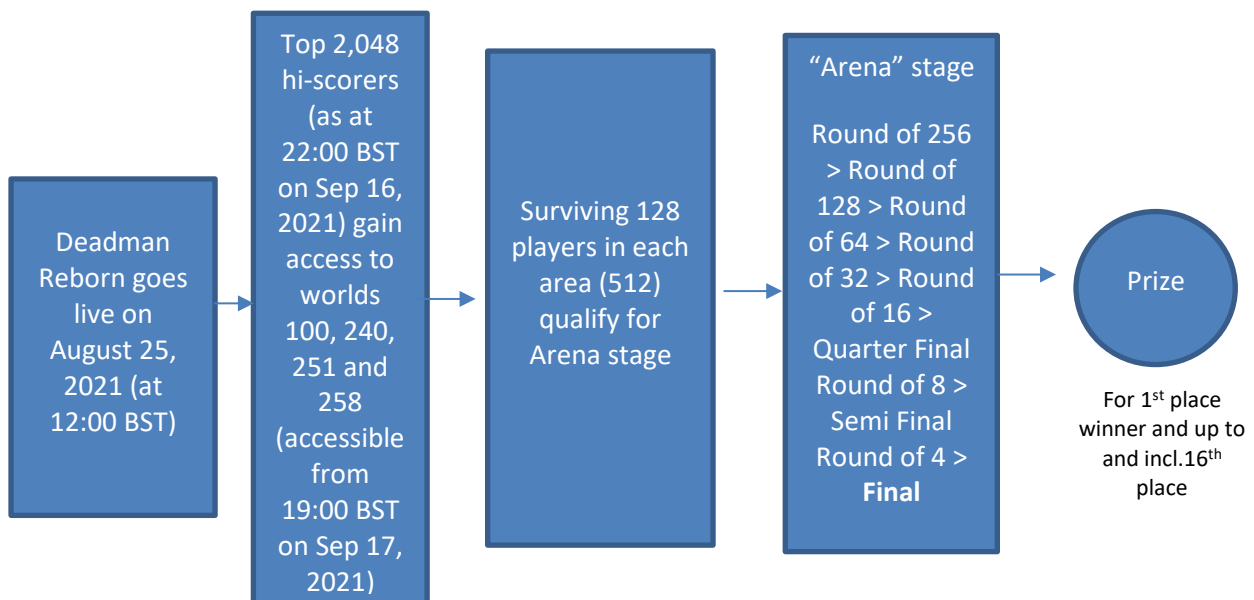 Deadman
Reborn goes
live on
August 25,
2021 (at
12:00 BST)
Top 2,048
hi-scorers
(as at
22:00 BST
on Sep 16,
2021) gain
access to
worlds
100, 240,
251 and
258
(accessible
from
19:00 BST
on Sep 17,
2021)
Surviving 128
players in each
area (512)
qualify for
Arena stage
“Arena” stage
Round of 256
> Round of
128 > Round
of 64 > Round
of 32 > Round
of 16 >
Quarter Final
Round of 8 >
Semi Final
Round of 4 >
Final
Prize
For 1st place
winner and up to
and incl.16th
place